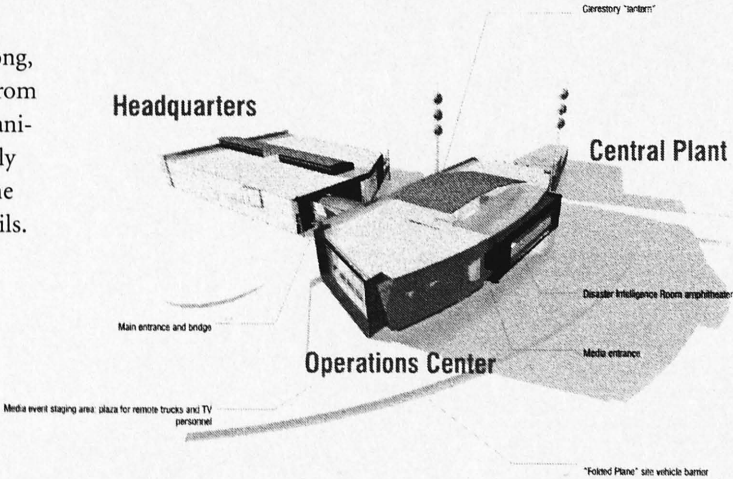 ong,
rom
ani-
ly
ne
ils.
Clerestory "lantern"
Headquarters
Central Plant
Disaster Intelligence Room amphitheater
Main entrance and bridge
Operations Center
Media entrance
Media event staging area: plaza for remote trucks and TV
personnel
"Folded Plane" site vehicle barrier